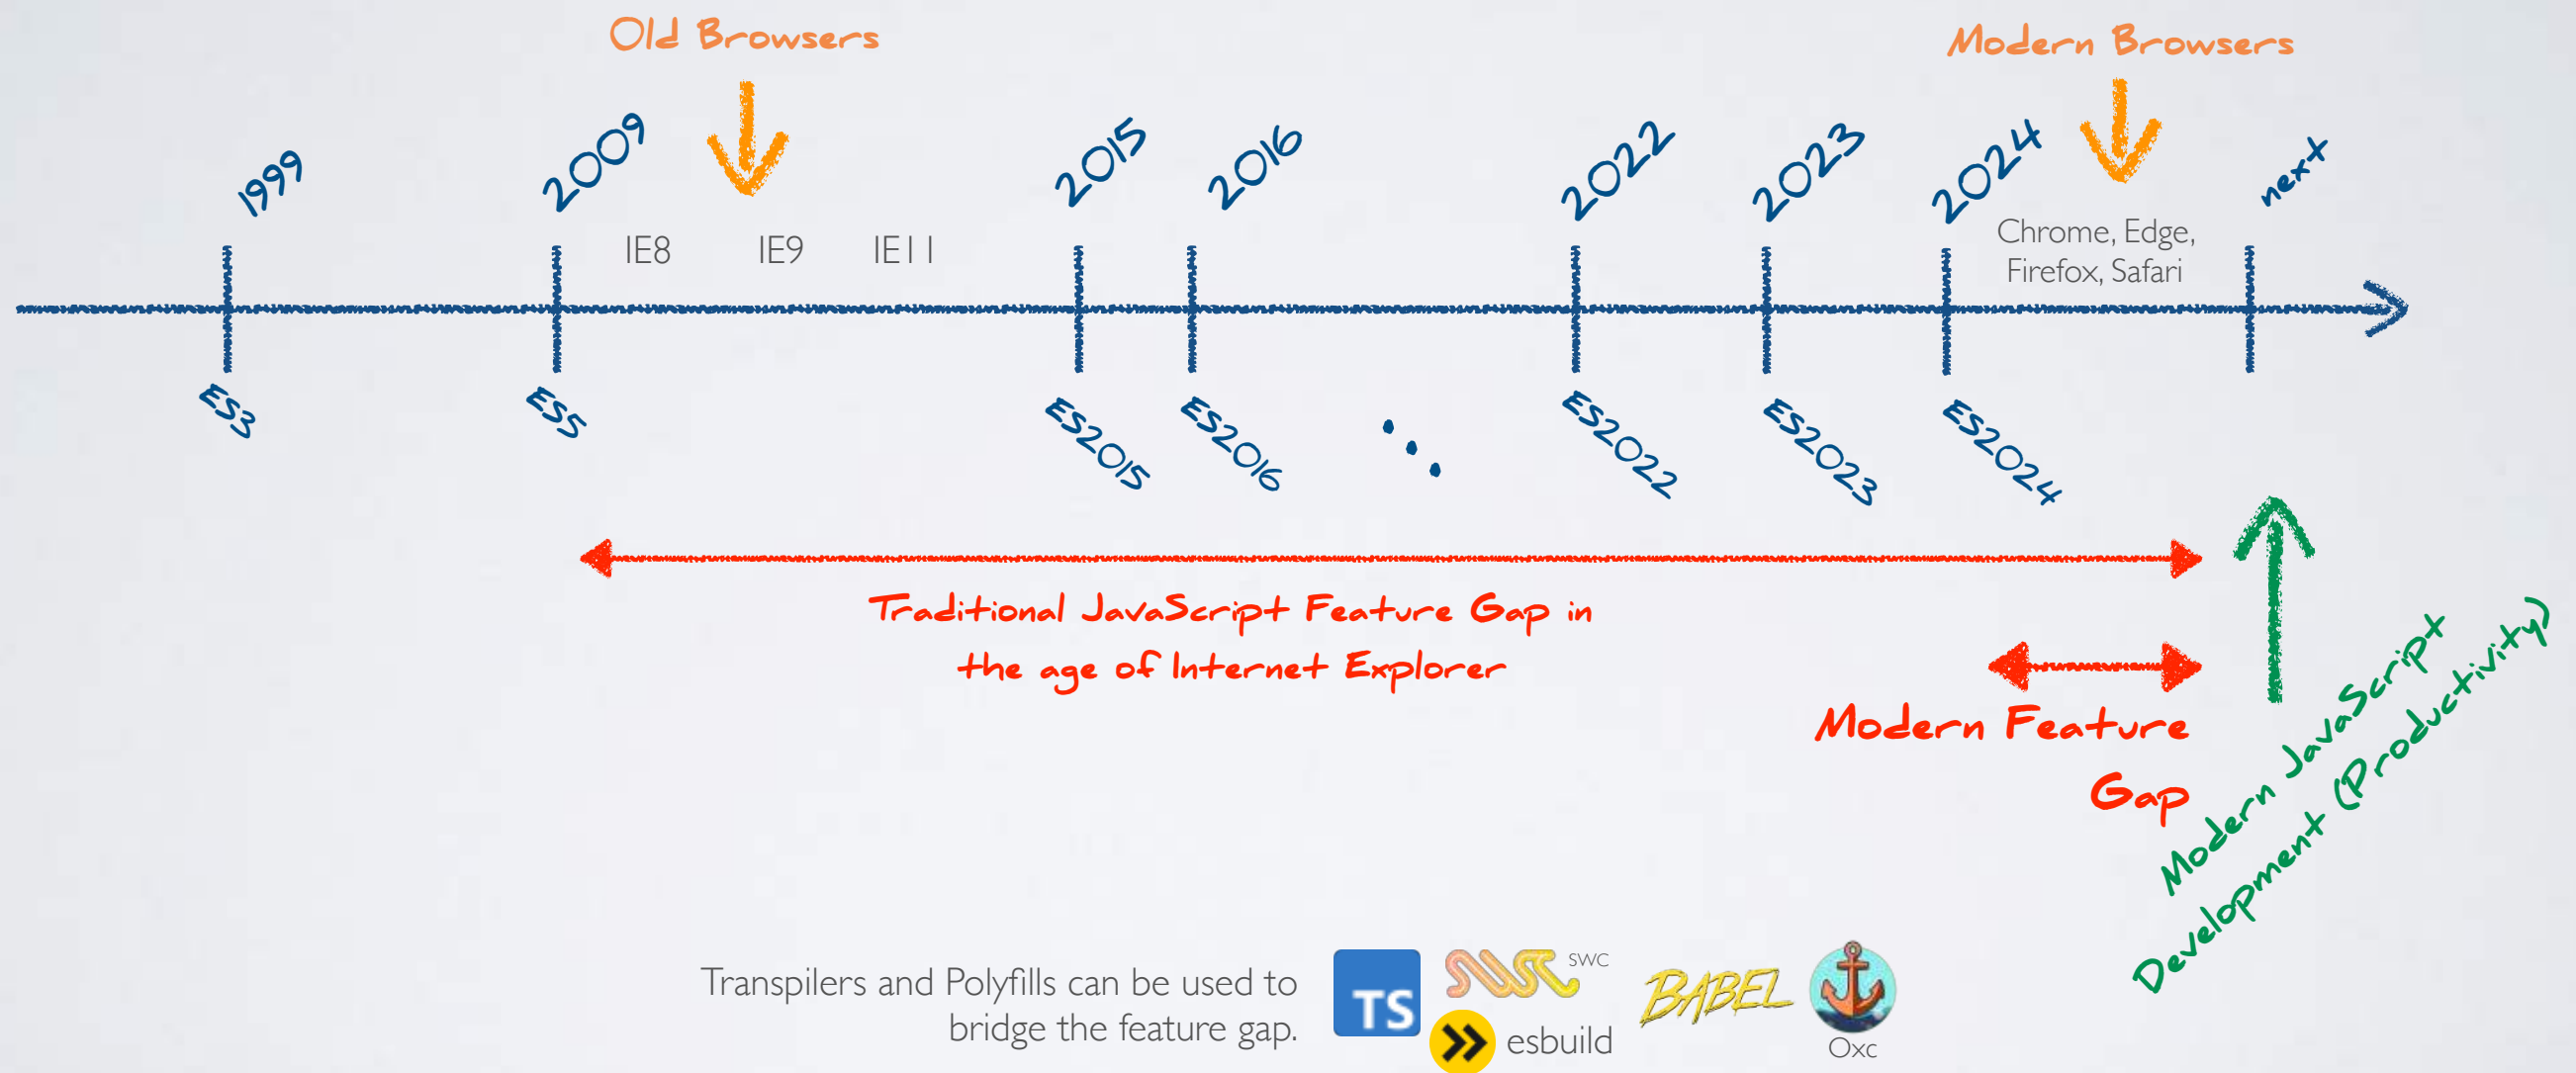 Old Browsers
Modern Browsers
1999
2009
2015
2016
2022
2023
2024
next
IE8
IE9
IE11
Chrome, Edge,
Firefox, Safari
ES3
ES5
ES2015
ES2016
...
ES2022
ES2023
ES2024
Traditional JavaScript Feature Gap in
the age of Internet Explorer
Modern Feature
Gap
Modern JavaScript
Development (Productivity)
Transpilers and Polyfills can be used to
bridge the feature gap.
TS
SWC
swc
esbuild
BABEL
Oxc